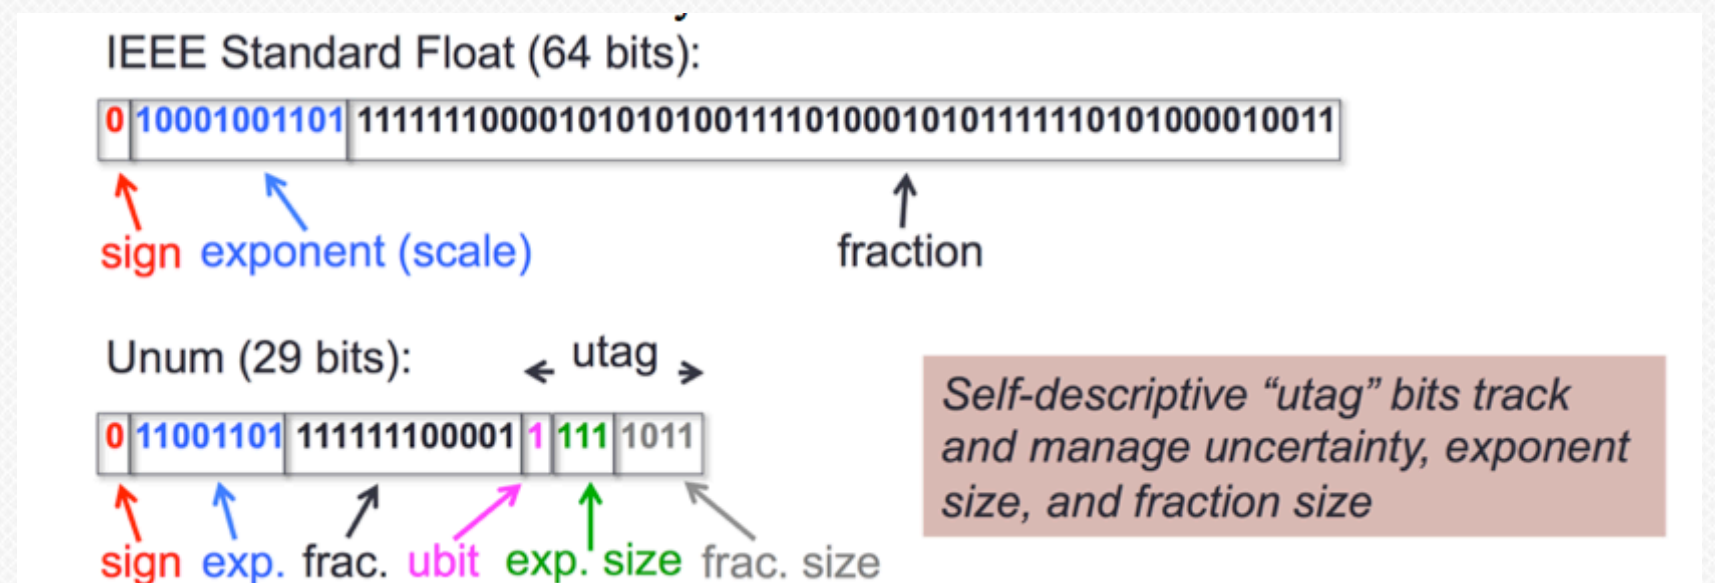 IEEE Standard Float (64 bits):
0 10001001101 1111111100001010101010011110100010101111110101000010011
sign exponent (scale) fraction
Unum (29 bits): utag
0 11001101 111111100001 1 111 1011
sign exp. frac. ubit exp. size frac. size
Self-descriptive “utag” bits track
and manage uncertainty, exponent
size, and fraction size